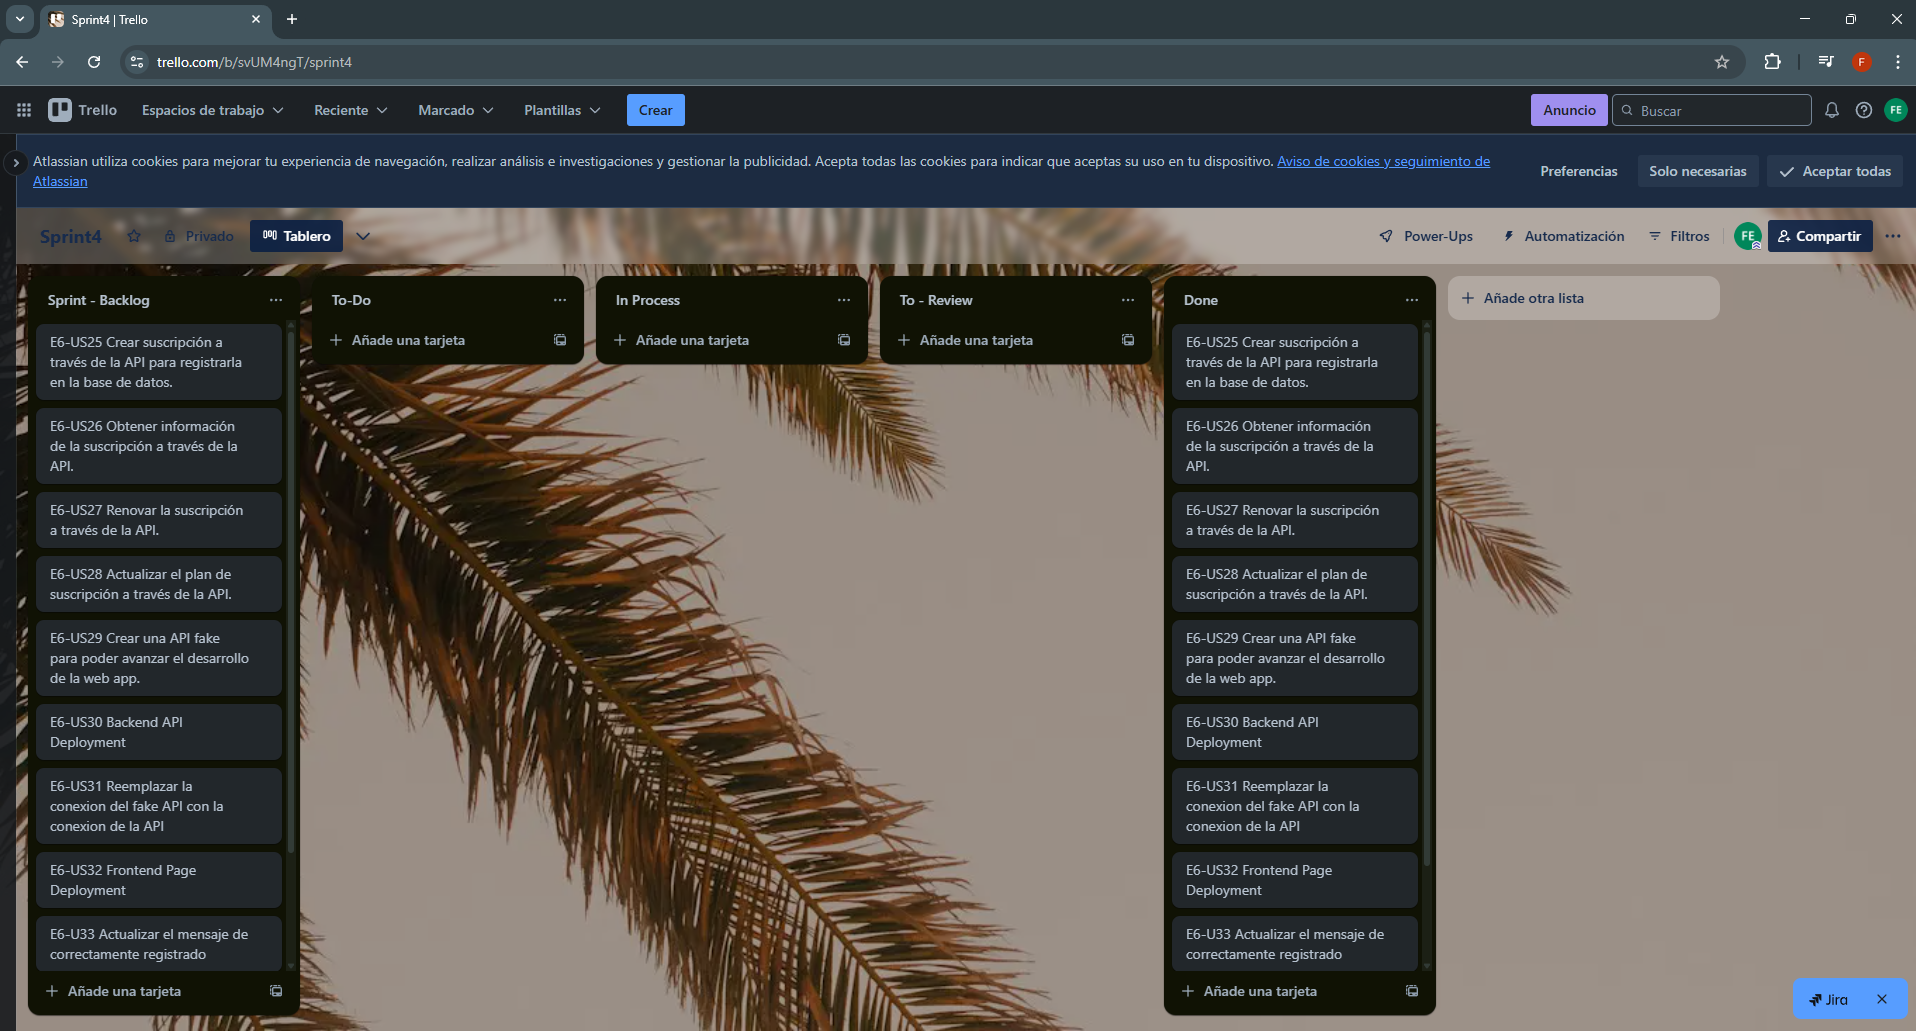 Sprint4 | Trello
trello.com/b/svUM4ngT/sprint4
F
Trello
Espacios de trabajo
Reciente
Marcado
Plantillas
Crear
Anuncio
Buscar
FE
Atlassian utiliza cookies para mejorar tu experiencia de navegación, realizar análisis e investigaciones y gestionar la publicidad. Acepta todas las cookies para indicar que aceptas su uso en tu dispositivo. Aviso de cookies y seguimiento de
Atlassian
Preferencias
Solo necesarias
Aceptar todas
Sprint4
Privado
Tablero
Power-Ups
Automatización
Filtros
FE
Compartir
Sprint - Backlog
E6-US25 Crear suscripción a
través de la API para registrarla
en la base de datos.
E6-US26 Obtener información
de la suscripción a través de la
API.
E6-US27 Renovar la suscripción
a través de la API.
E6-US28 Actualizar el plan de
suscripción a través de la API.
E6-US29 Crear una API fake
para poder avanzar el desarrollo
de la web app.
E6-US30 Backend API
Deployment
E6-US31 Reemplazar la
conexion del fake API con la
conexion de la API
E6-US32 Frontend Page
Deployment
E6-U33 Actualizar el mensaje de
correctamente registrado
Añade una tarjeta
To-Do
Añade una tarjeta
In Process
Añade una tarjeta
To - Review
Añade una tarjeta
Done
E6-US25 Crear suscripción a
través de la API para registrarla
en la base de datos.
E6-US26 Obtener información
de la suscripción a través de la
API.
E6-US27 Renovar la suscripción
a través de la API.
E6-US28 Actualizar el plan de
suscripción a través de la API.
E6-US29 Crear una API fake
para poder avanzar el desarrollo
de la web app.
E6-US30 Backend API
Deployment
E6-US31 Reemplazar la
conexion del fake API con la
conexion de la API
E6-US32 Frontend Page
Deployment
E6-U33 Actualizar el mensaje de
correctamente registrado
Añade una tarjeta
Añade otra lista
Jira